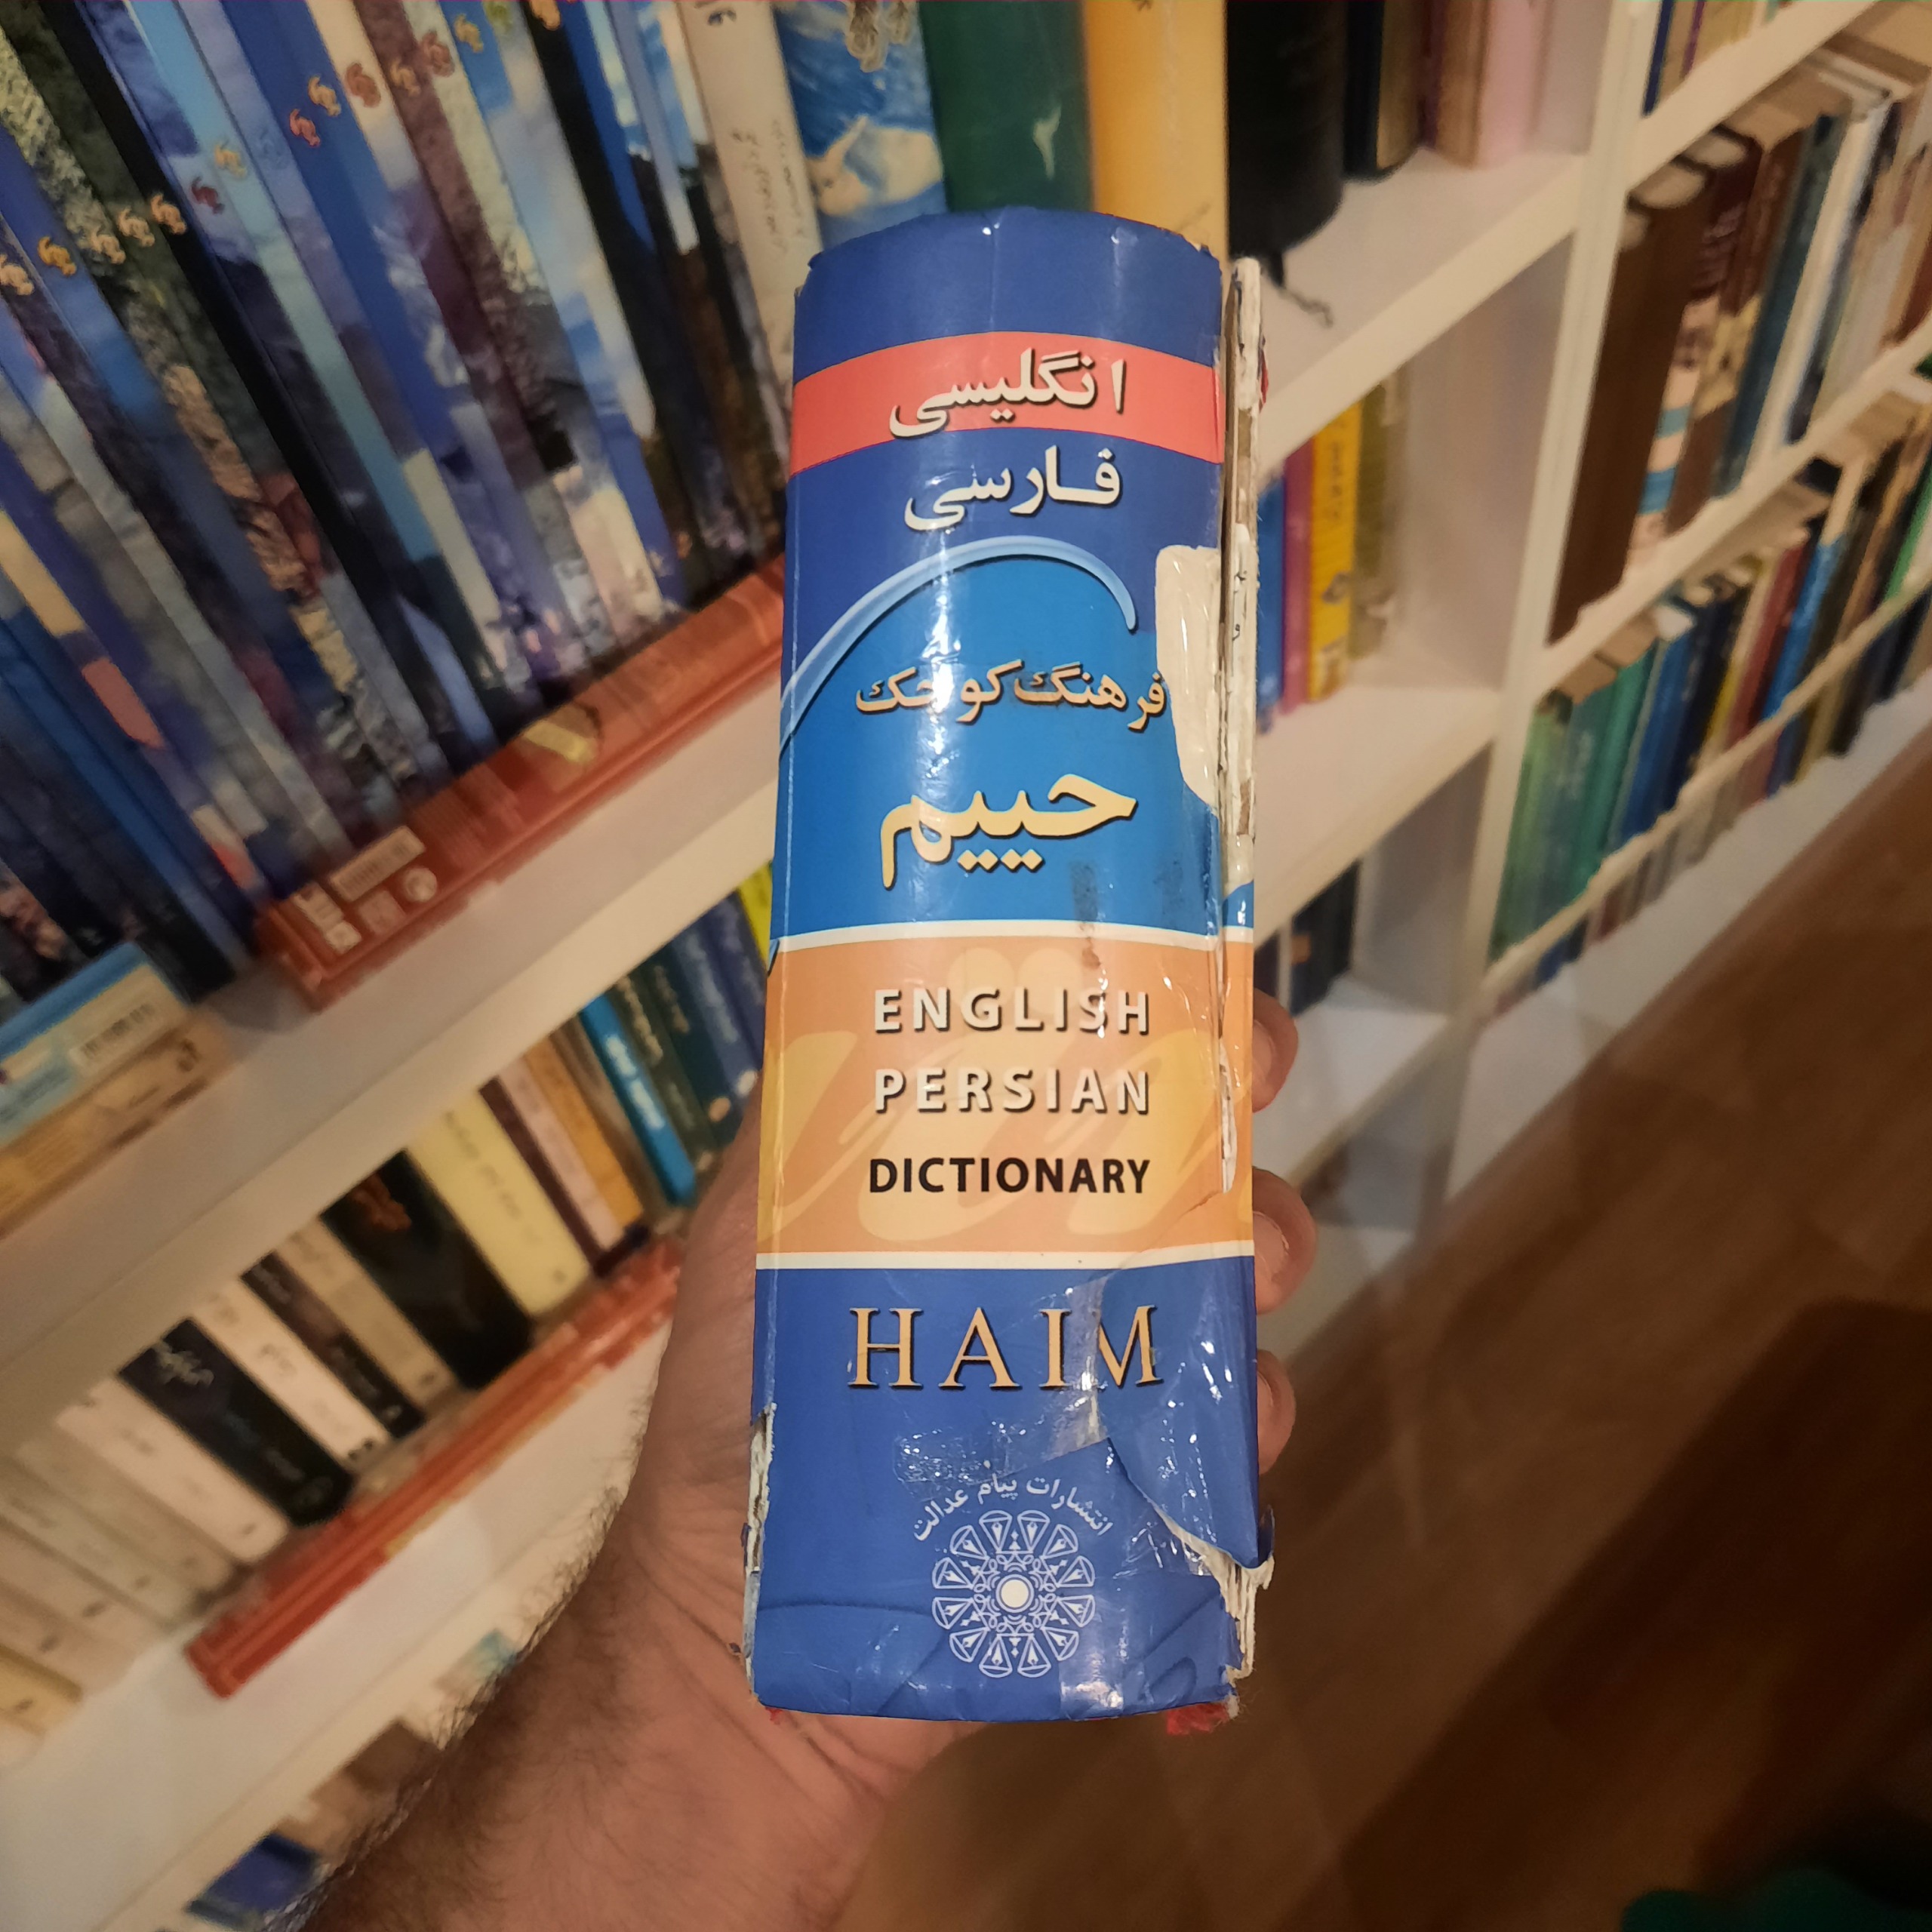 انگلیسی
فارسی
فرهنگ کوچک
حییم
ENGLISH
PERSIAN
DICTIONARY
HAIM
انتشارات پیام عدالت